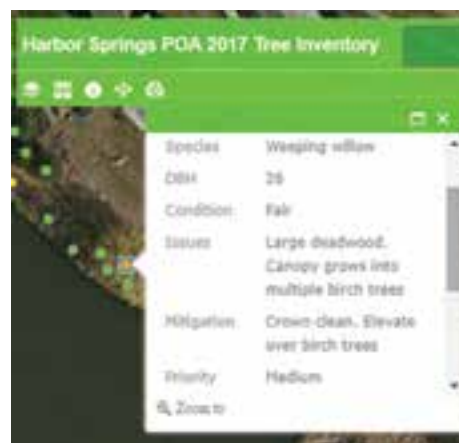 Harbor Springs POA 2017 Tree Inventory
Species Weeping willow
DBH 26
Condition Fair
Issues Large deadwood.
Canopy grows into
multiple birch trees
Mitigation Crown clean. Elevate
over birch trees
Priority Medium
Zoom to